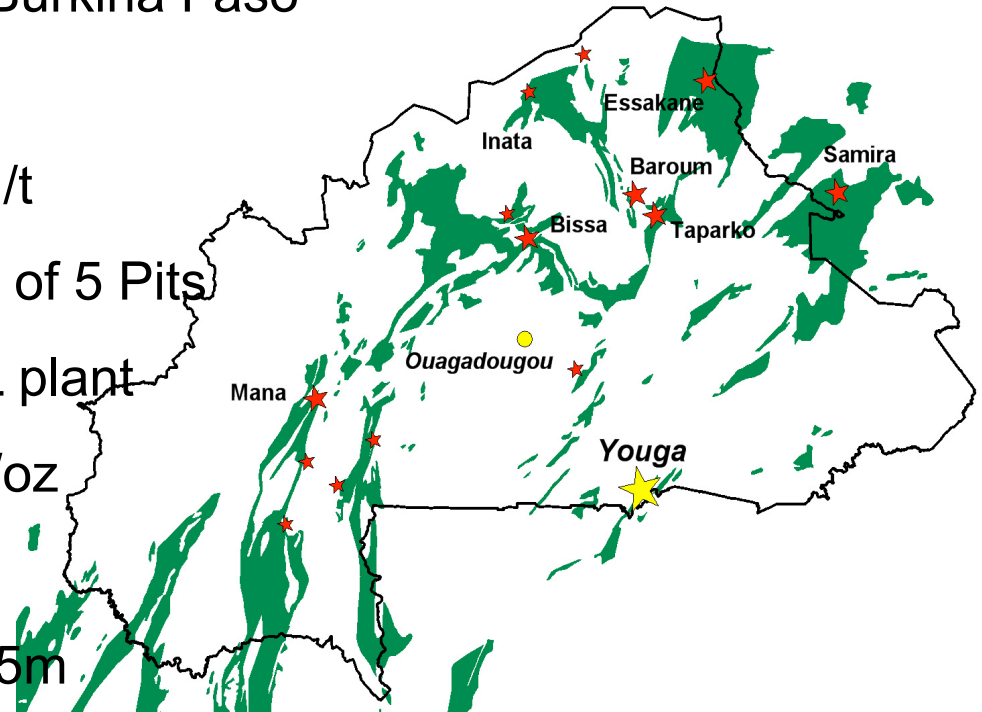 Burkina Faso
/t
of 5 Pits
plant
/oz
5m
Essakane
Inata
Baroum
Samira
Bissa
Taparko
Ouagadougou
Mana
Youga